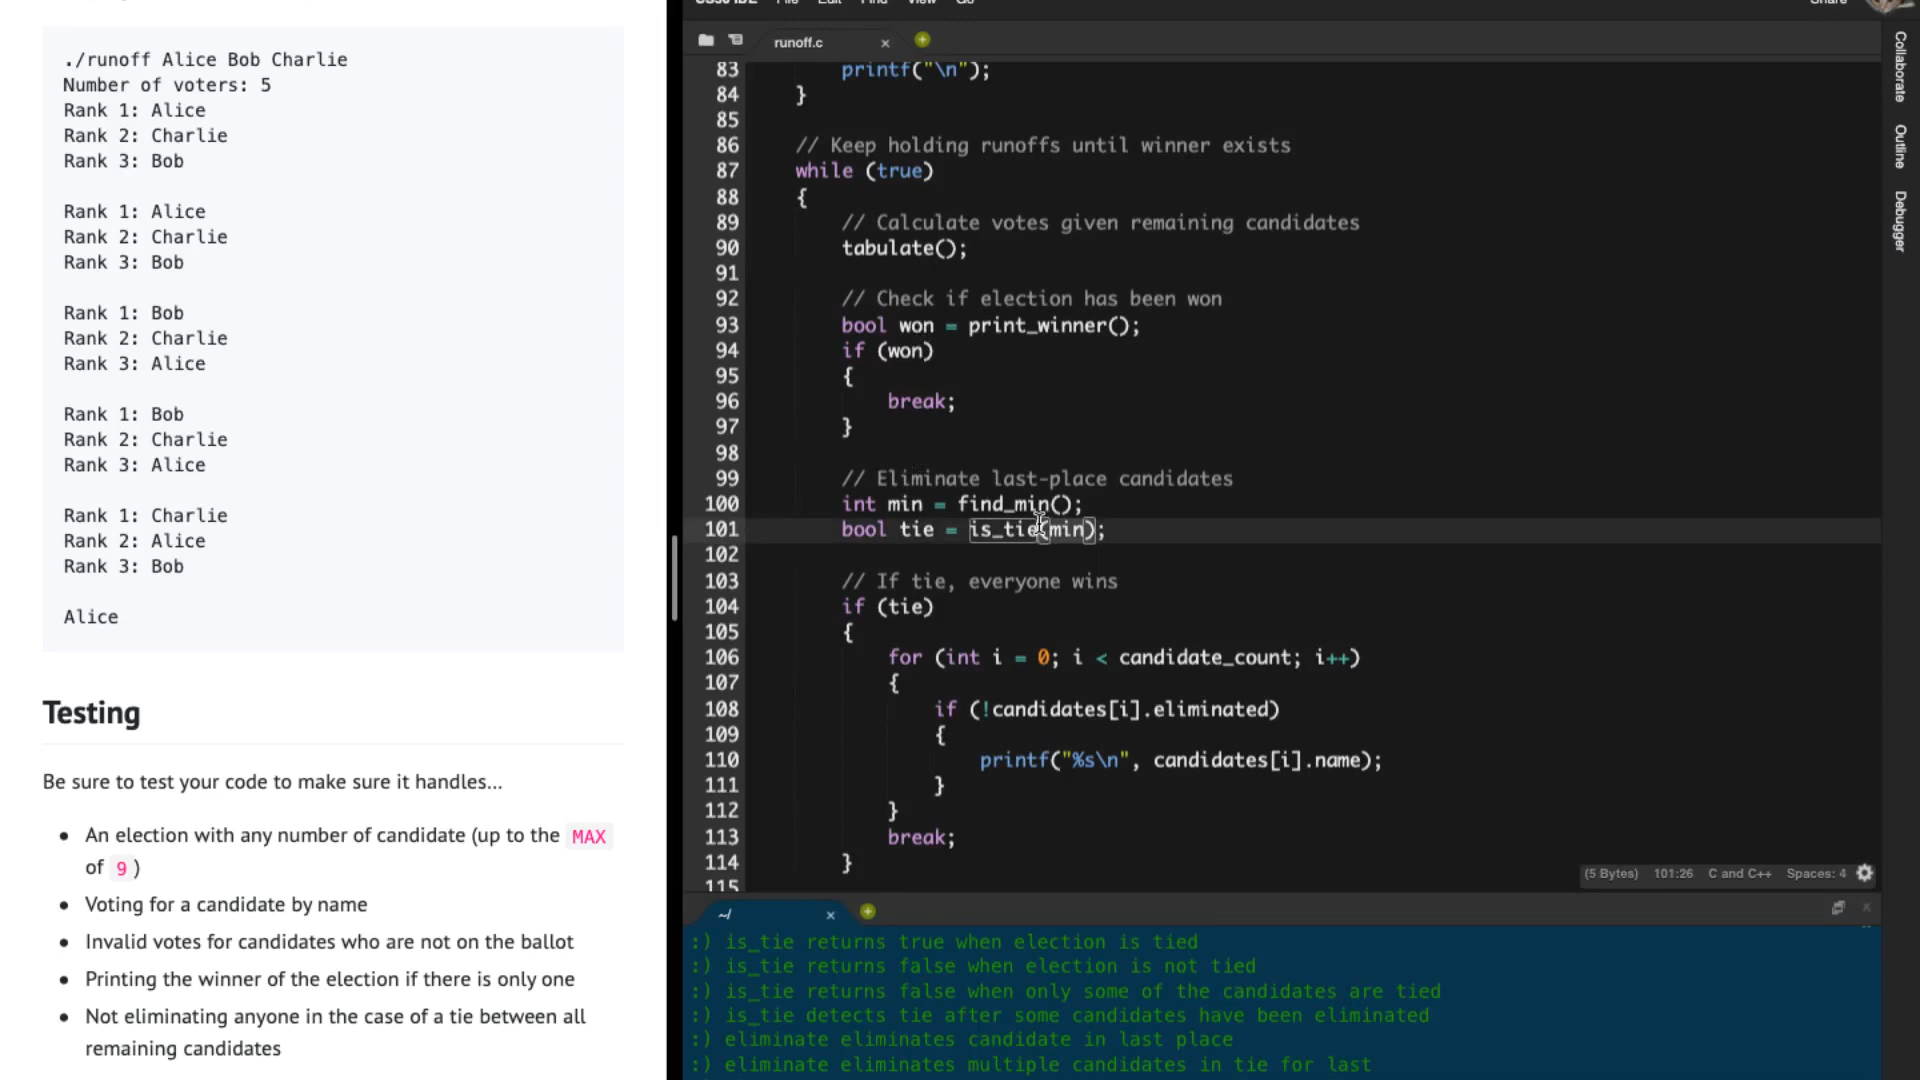 ./runoff Alice Bob Charlie
Number of voters: 5
Rank 1: Alice
Rank 2: Charlie
Rank 3: Bob
Rank 1: Alice
Rank 2: Charlie
Rank 3: Bob
Rank 1: Bob
Rank 2: Charlie
Rank 3: Alice
Rank 1: Bob
Rank 2: Charlie
Rank 3: Alice
Rank 1: Charlie
Rank 2: Alice
Rank 3: Bob
Alice
Testing
Be sure to test your code to make sure it handles...
• An election with any number of candidate (up to the MAX
of 9 )
• Voting for a candidate by name
• Invalid votes for candidates who are not on the ballot
• Printing the winner of the election if there is only one
• Not eliminating anyone in the case of a tie between all
remaining candidates
CS50 IDE File Edit Find View Go
Share
runoff.c
83 printf("\n");
84 }
85
86 // Keep holding runoffs until winner exists
87 while (true)
88 {
89 // Calculate votes given remaining candidates
90 tabulate();
91
92 // Check if election has been won
93 bool won = print_winner();
94 if (won)
95 {
96 break;
97 }
98
99 // Eliminate last-place candidates
100 int min = find_min();
101 bool tie = is_tie(min);
102
103 // If tie, everyone wins
104 if (tie)
105 {
106 for (int i = 0; i < candidate_count; i++)
107 {
108 if (!candidates[i].eliminated)
109 {
110 printf("%s\n", candidates[i].name);
111 }
112 }
113 break;
114 }
115
(5 Bytes) 101:26 C and C++ Spaces: 4
Collaborate
Outline
Debugger
~/
:) is_tie returns true when election is tied
:) is_tie returns false when election is not tied
:) is_tie returns false when only some of the candidates are tied
:) is_tie detects tie after some candidates have been eliminated
:) eliminate eliminates candidate in last place
:) eliminate eliminates multiple candidates in tie for last